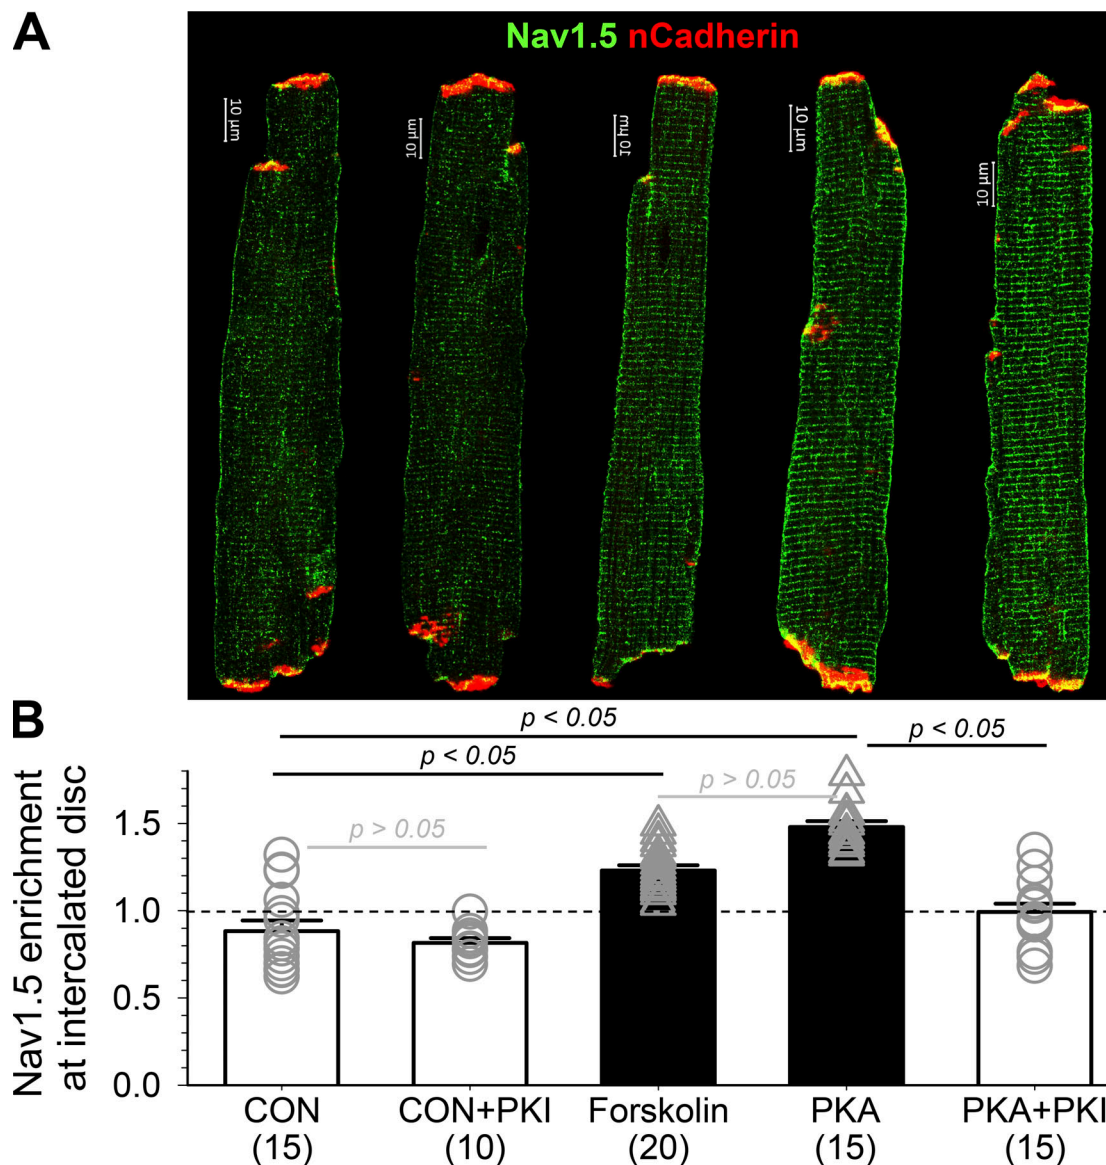 A
Nav1.5 nCadherin
10 µm
10 µm
10 µm
10 µm
10 µm
B
Nav1.5 enrichment
at intercalated disc
p < 0.05
p < 0.05
p < 0.05
p > 0.05
p > 0.05
1.5
1.0
0.5
0.0
CON CON+PKI Forskolin PKA PKA+PKI
(15) (10) (20) (15) (15)